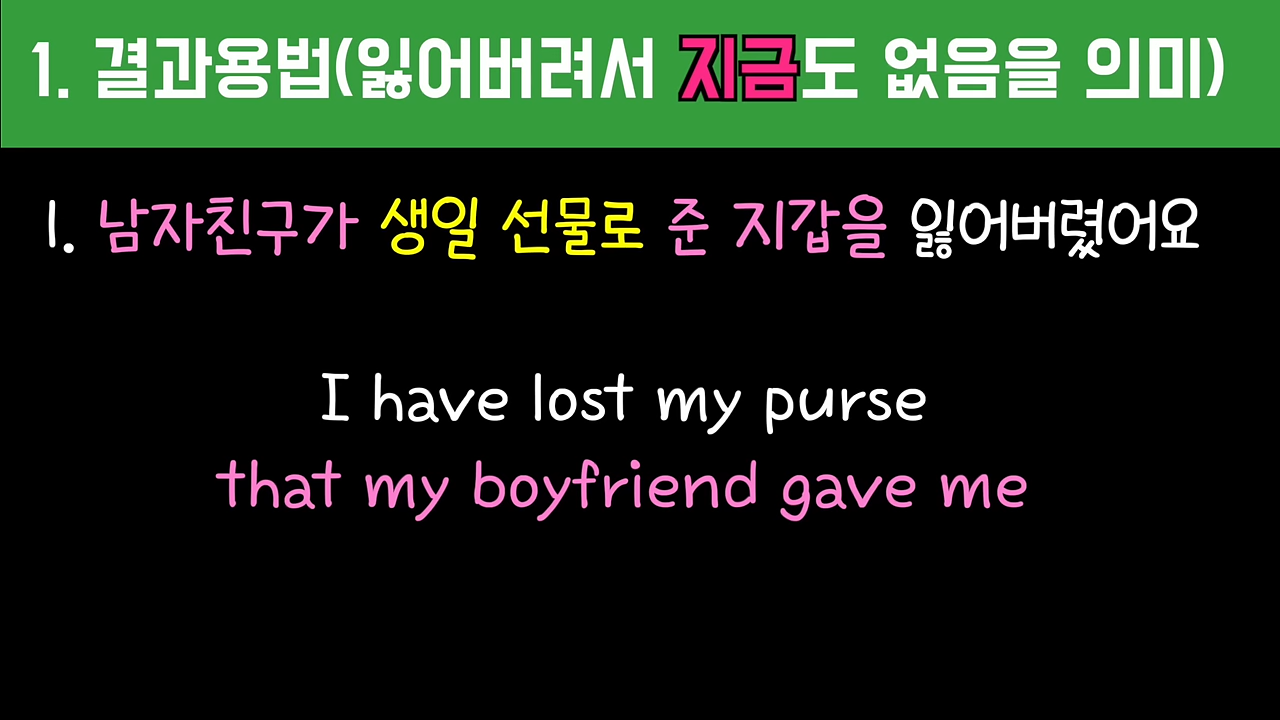 1. 결과용법(잃어버려서 지금도 없음을 의미)
1. 남자친구가 생일 선물로 준 지갑을 잃어버렸어요
I have lost my purse
that my boyfriend gave me